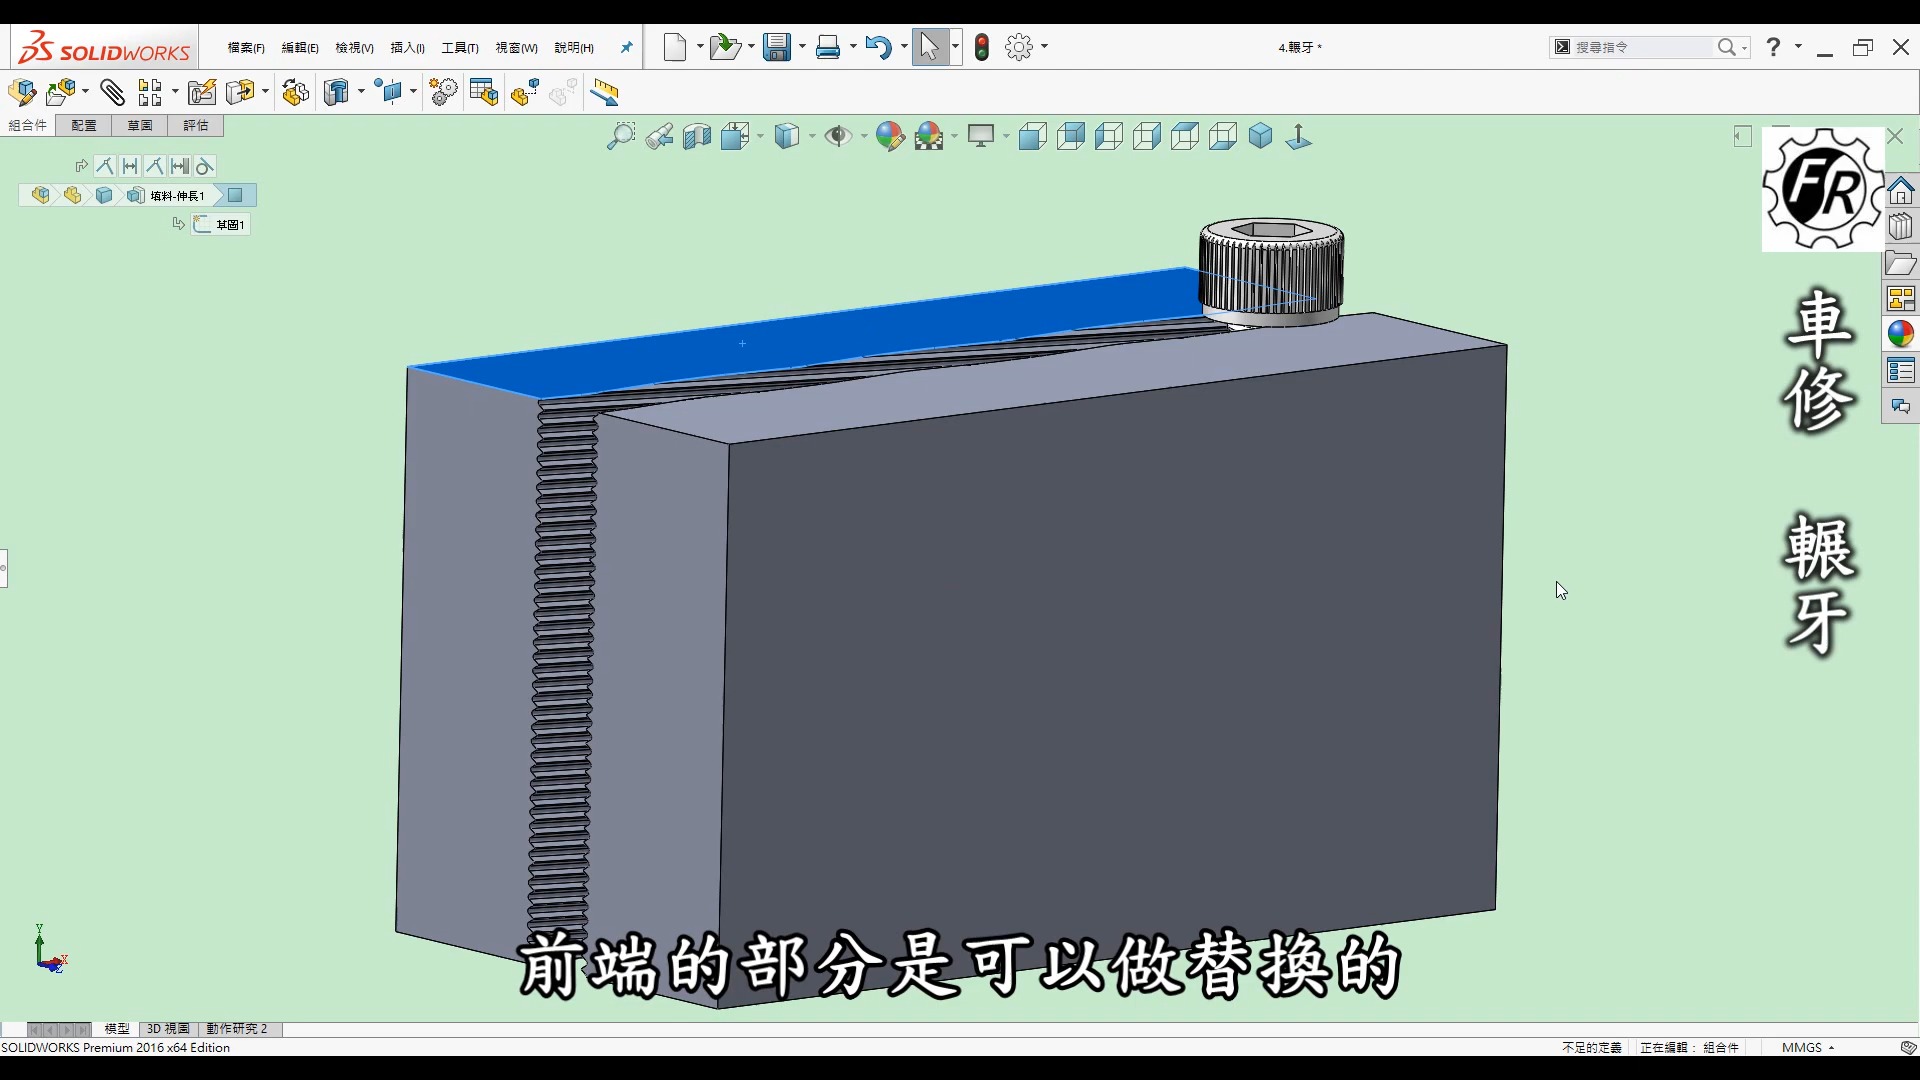 SOLIDWORKS
檔案(F) 編輯(E) 檢視(V) 插入(I) 工具(T) 視窗(W) 說明(H)
4.輾牙 *
搜尋指令
組合件 配置 草圖 評估
填料-伸長1
草圖1
FR
車修 輾牙
前端的部分是可以做替換的
Y
X
Z
模型 3D 視圖 動作研究 2
SOLIDWORKS Premium 2016 x64 Edition
不足的定義 正在編輯： 組合件 MMGS